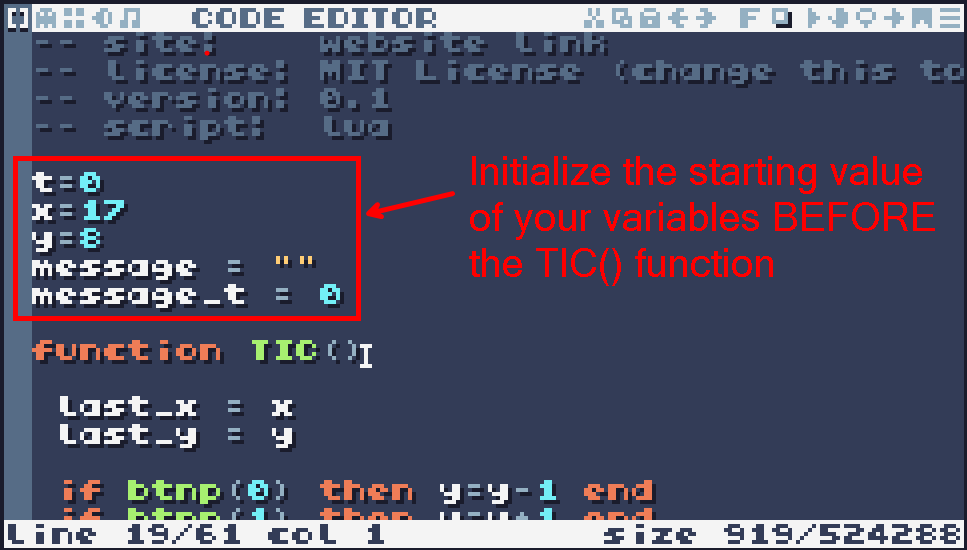 CODE EDITOR
-- site: website link
-- license: MIT License (change this to
-- version: 0.1
-- script: lua
t=0
x=17
y=8
message = ""
message_t = 0
Initialize the starting value
of your variables BEFORE
the TIC() function
function TIC()
last_x = x
last_y = y
if btnp(0) then y=y-1 end
if btnp(1) then y=y+1 end
line 19/61 col 1 size 919/524288